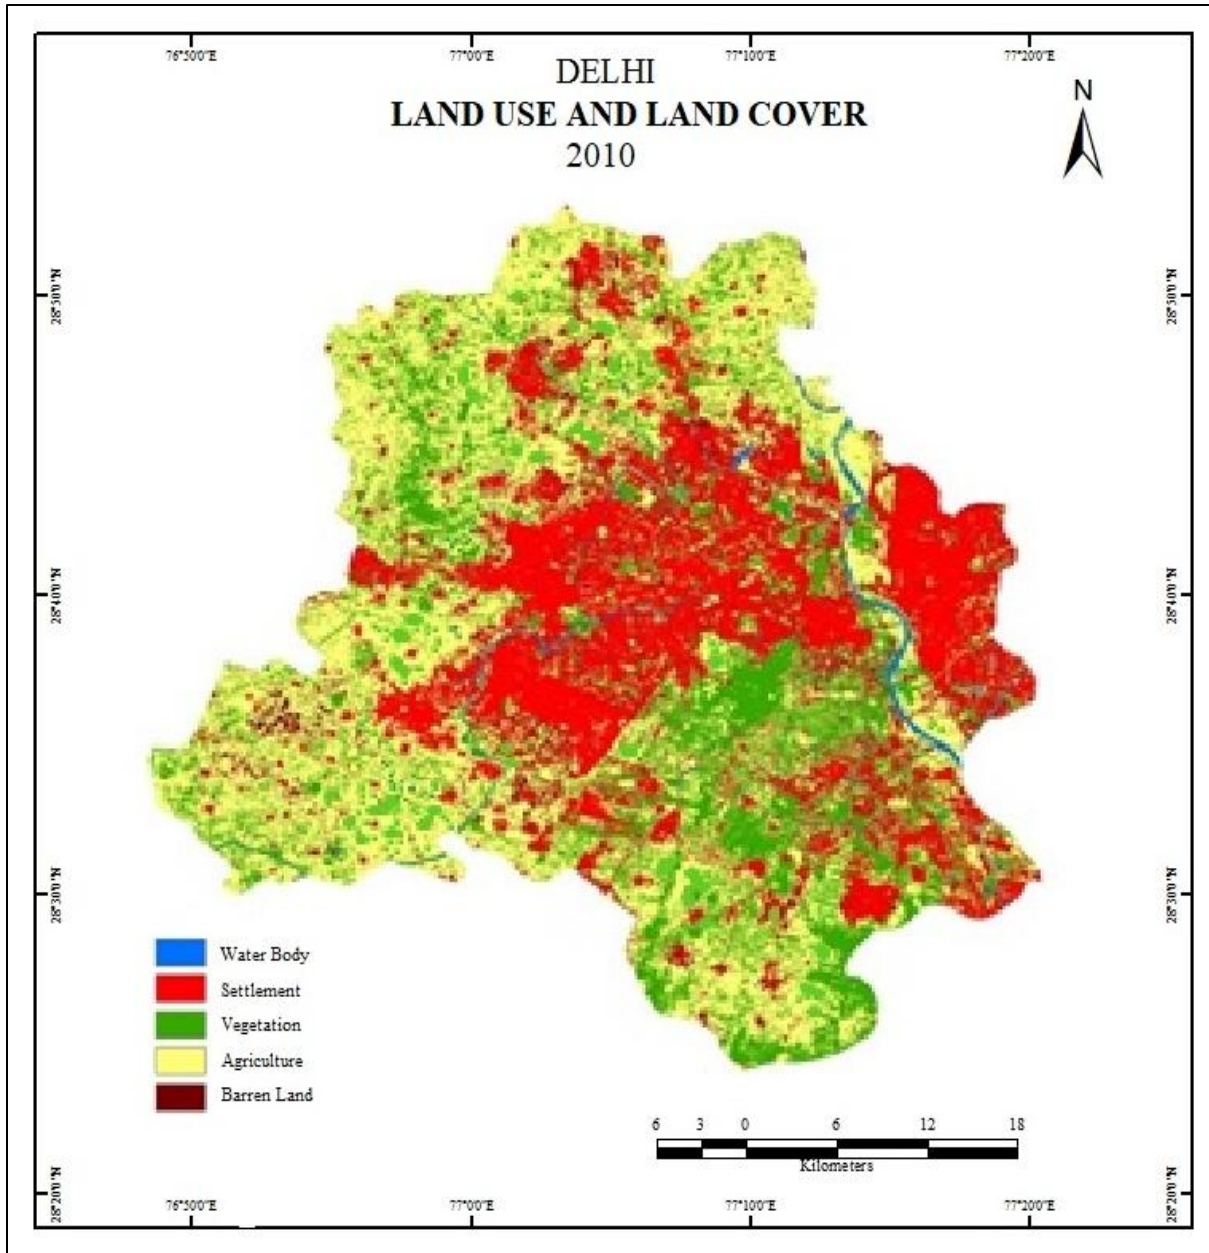 76°50'0"E 77°0'0"E 77°10'0"E 77°20'0"E
DELHI
LAND USE AND LAND COVER
2010
N
28°50'0"N 28°50'0"N
28°40'0"N 28°40'0"N
28°30'0"N 28°30'0"N
Water Body
Settlement
Vegetation
Agriculture
Barren Land
6 3 0 6 12 18
Kilometers
28°20'0"N 28°20'0"N
76°50'0"E 77°0'0"E 77°10'0"E 77°20'0"E